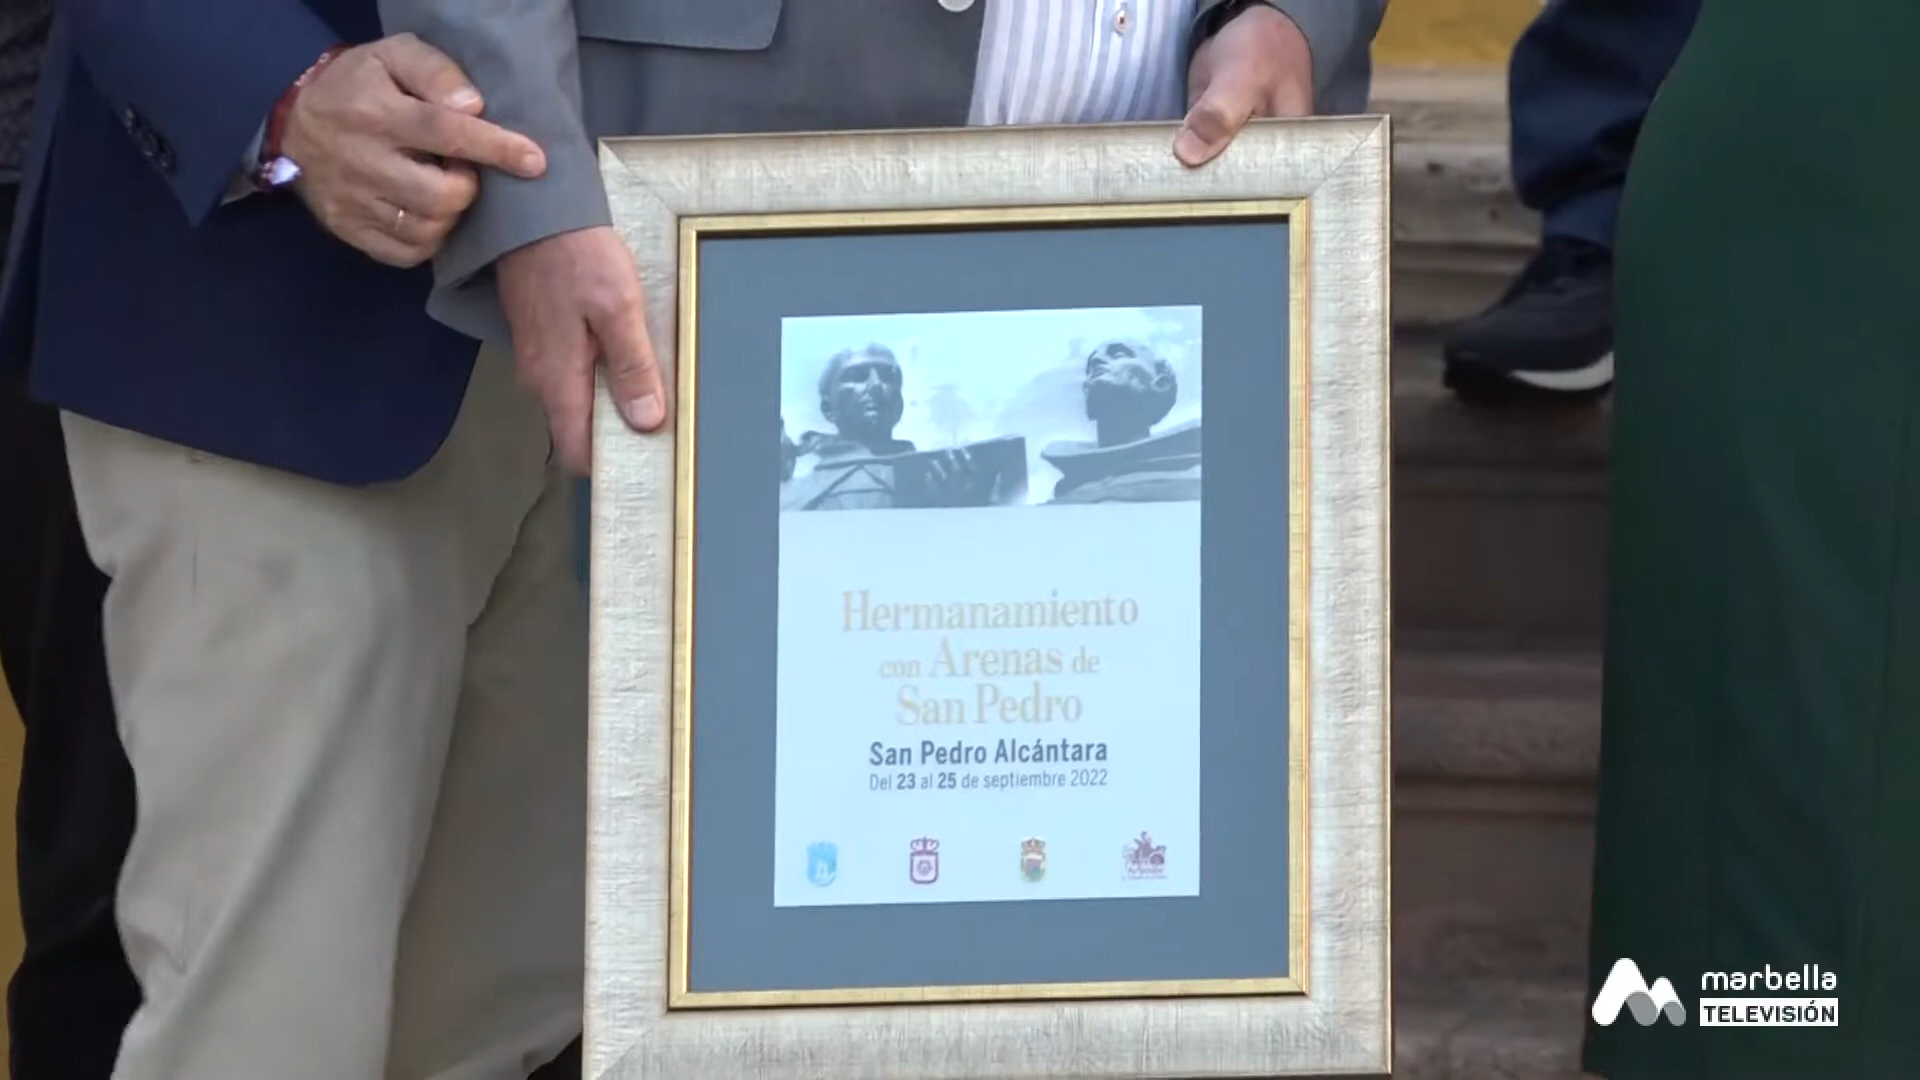 Hermanamiento
con Arenas de
San Pedro
San Pedro Alcántara
Del 23 al 25 de septiembre 2022
marbella
TELEVISIÓN